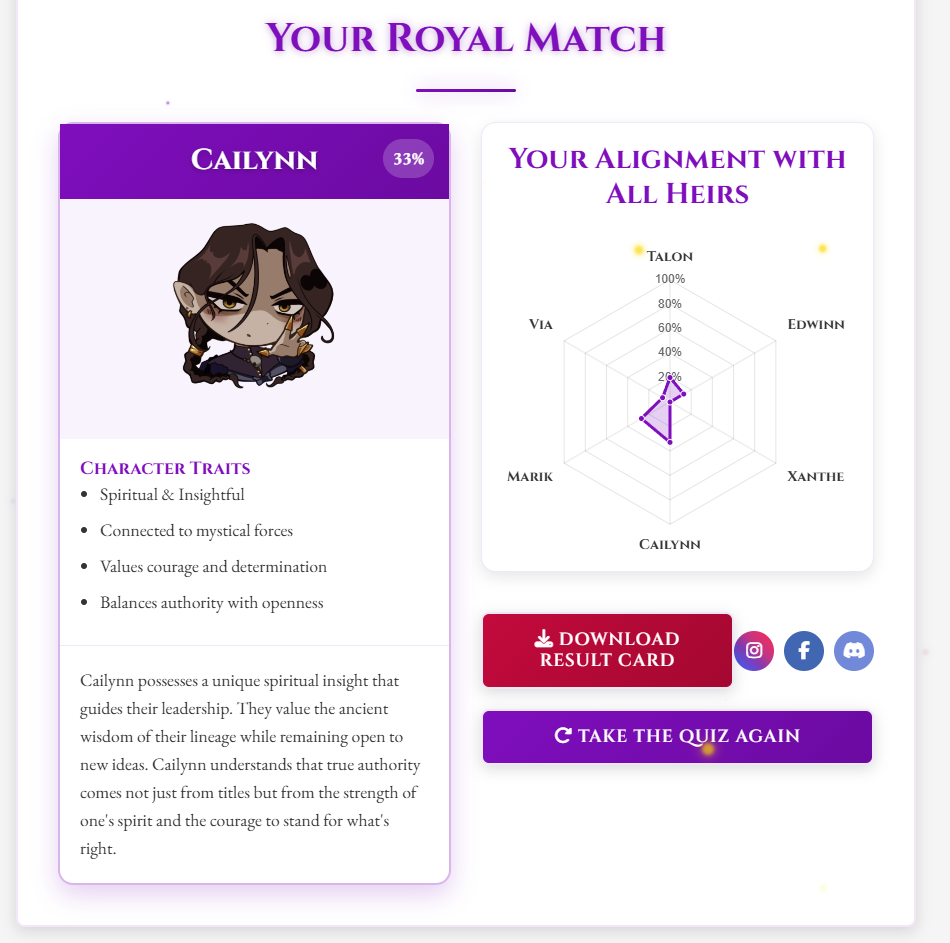 Your Royal Match
Cailynn
33%
Character Traits
Spiritual & Insightful
Connected to mystical forces
Values courage and determination
Balances authority with openness
Cailynn possesses a unique spiritual insight that
guides their leadership. They value the ancient
wisdom of their lineage while remaining open to
new ideas. Cailynn understands that true authority
comes not just from titles but from the strength of
one's spirit and the courage to stand for what's
right.
Your Alignment with
All Heirs
Talon
100%
80%
60%
40%
20%
Via
Edwinn
Marik
Xanthe
Cailynn
DOWNLOAD
RESULT CARD
TAKE THE QUIZ AGAIN